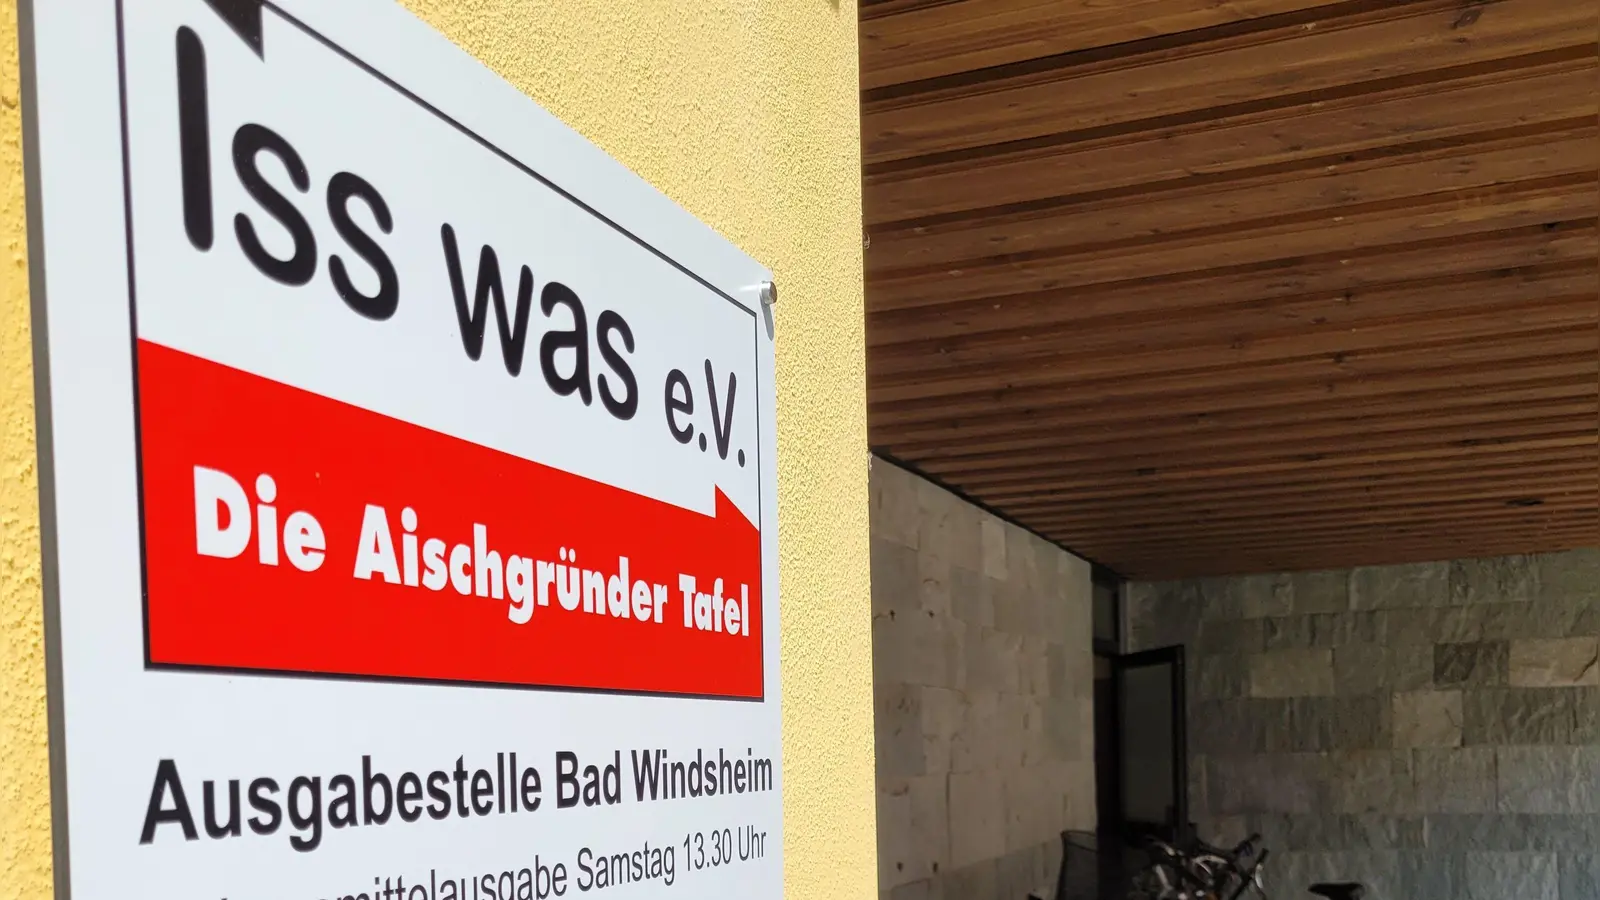 Iss was e.V.
Die Aischgründer Tafel
Ausgabestelle Bad Windsheim
Samstag 13.30 Uhr